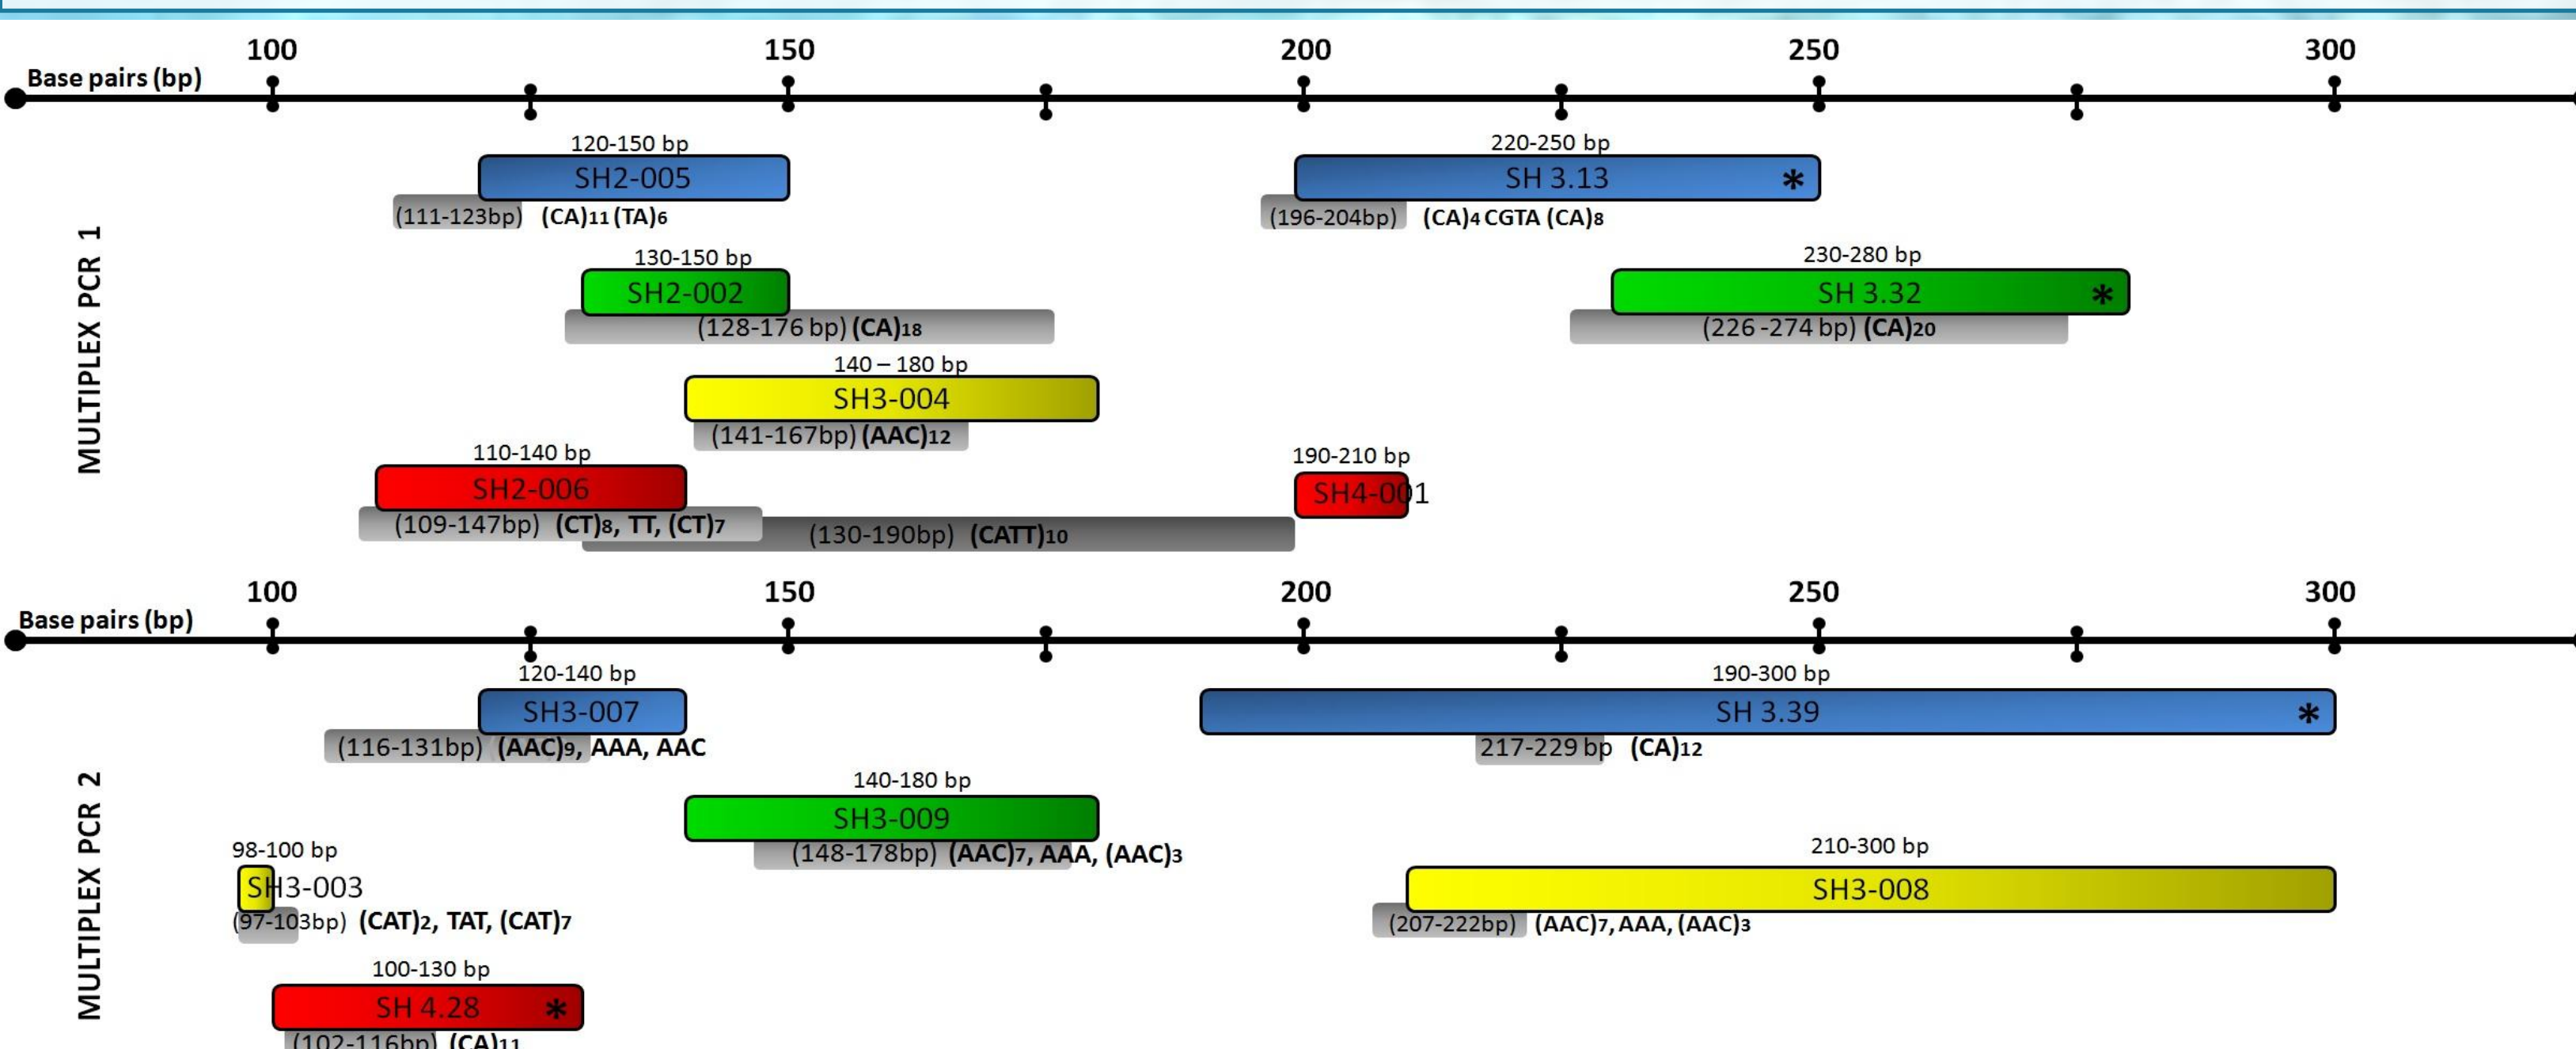 100 150 200 250 300
Base pairs (bp)
MULTIPLEX PCR 1
120-150 bp 220-250 bp
SH2-005 SH 3.13 *
(111-123bp) (CA)11 (TA)6 (196-204bp) (CA)4 CGTA (CA)8
130-150 bp 230-280 bp
SH2-002 SH 3.32 *
(128-176 bp) (CA)18 (226 -274 bp) (CA)20
140 – 180 bp
SH3-004
(141-167bp) (AAC)12
110-140 bp 190-210 bp
SH2-006 SH4-001
(109-147bp) (CT)8, TT, (CT)7 (130-190bp) (CATT)10
100 150 200 250 300
Base pairs (bp)
MULTIPLEX PCR 2
120-140 bp 190-300 bp
SH3-007 SH 3.39 *
(116-131bp) (AAC)9, AAA, AAC 217-229 bp (CA)12
140-180 bp
SH3-009
(148-178bp) (AAC)7, AAA, (AAC)3
98-100 bp 210-300 bp
SH3-003 SH3-008
(97-103bp) (CAT)2, TAT, (CAT)7 (207-222bp) (AAC)7, AAA, (AAC)3
100-130 bp
SH 4.28 *
(102-116bp) (CA)11